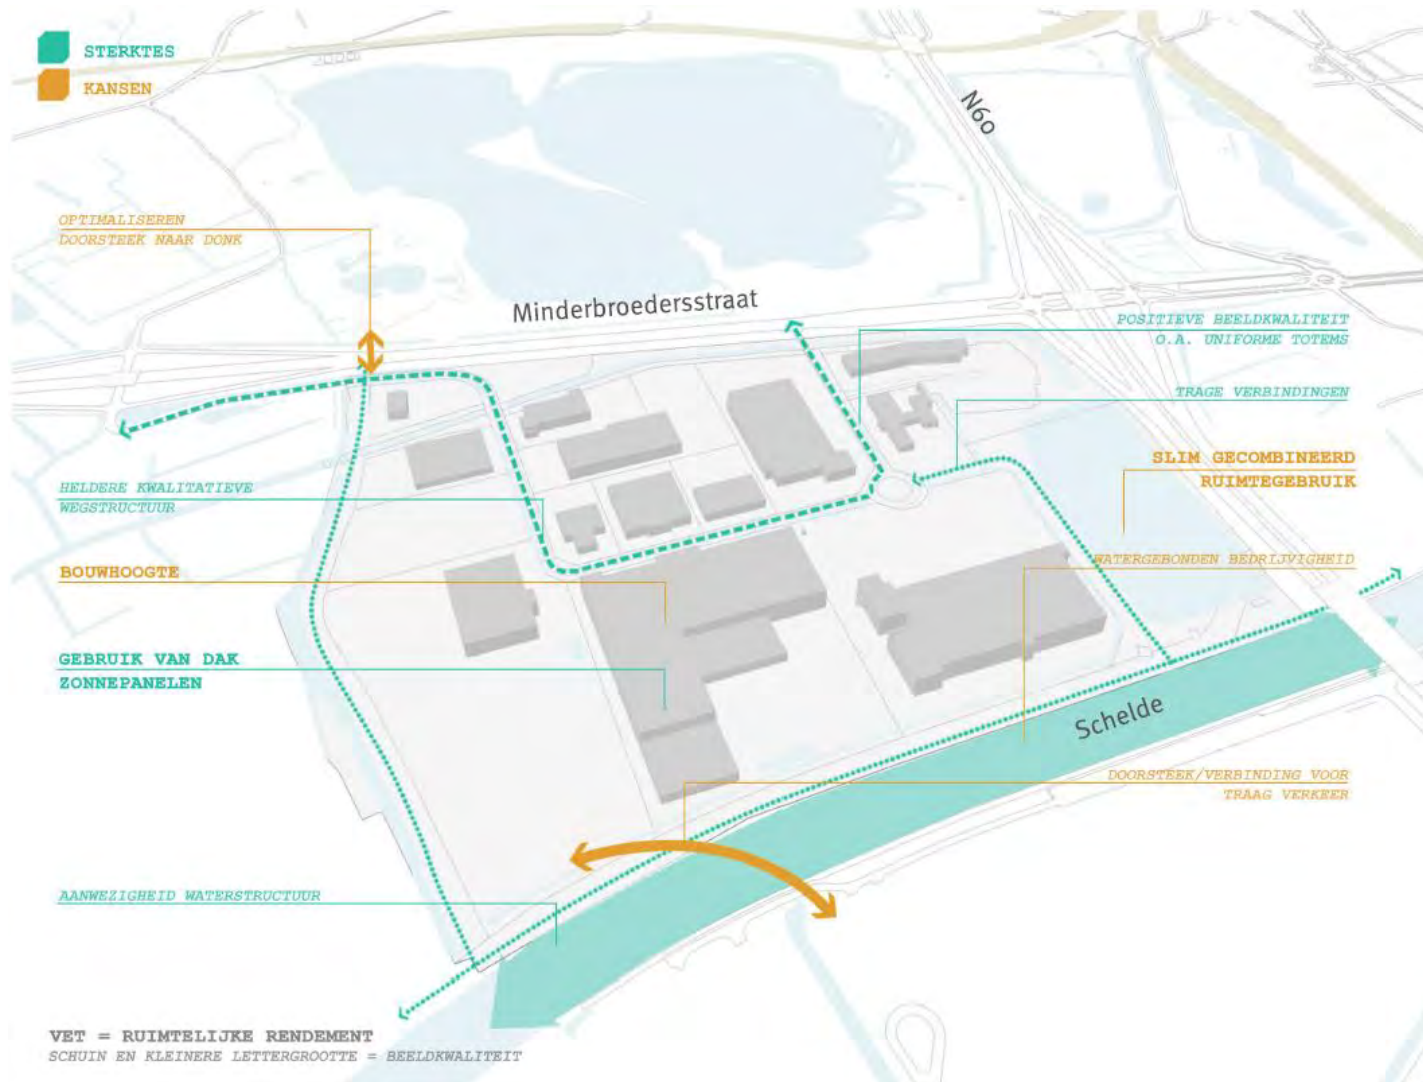 STERKTES
KANSEN
N60
OPTIMALISEREN
DOORSTEEK NAAR DONK
Minderbroedersstraat
POSITIEVE BEELDKWALITEIT
O.A. UNIFORME TOTEMS
TRAGE VERBINDINGEN
SLIM GECOMBINEERD
RUIMTEGEBRUIK
HELDERE KWALITATIEVE
WEGSTRUCTUUR
WATERGEBONDEN BEDRIJVIGHEID
BOUWHOOGTE
GEBRUIK VAN DAK
ZONNEPANELEN
Schelde
DOORSTEEK/VERBINDING VOOR
TRAAG VERKEER
AANWEZIGHEID WATERSTRUCTUUR
VET = RUIMTELIJKE RENDEMENT
SCHUIN EN KLEINERE LETTERGROOTTE = BEELDKWALITEIT